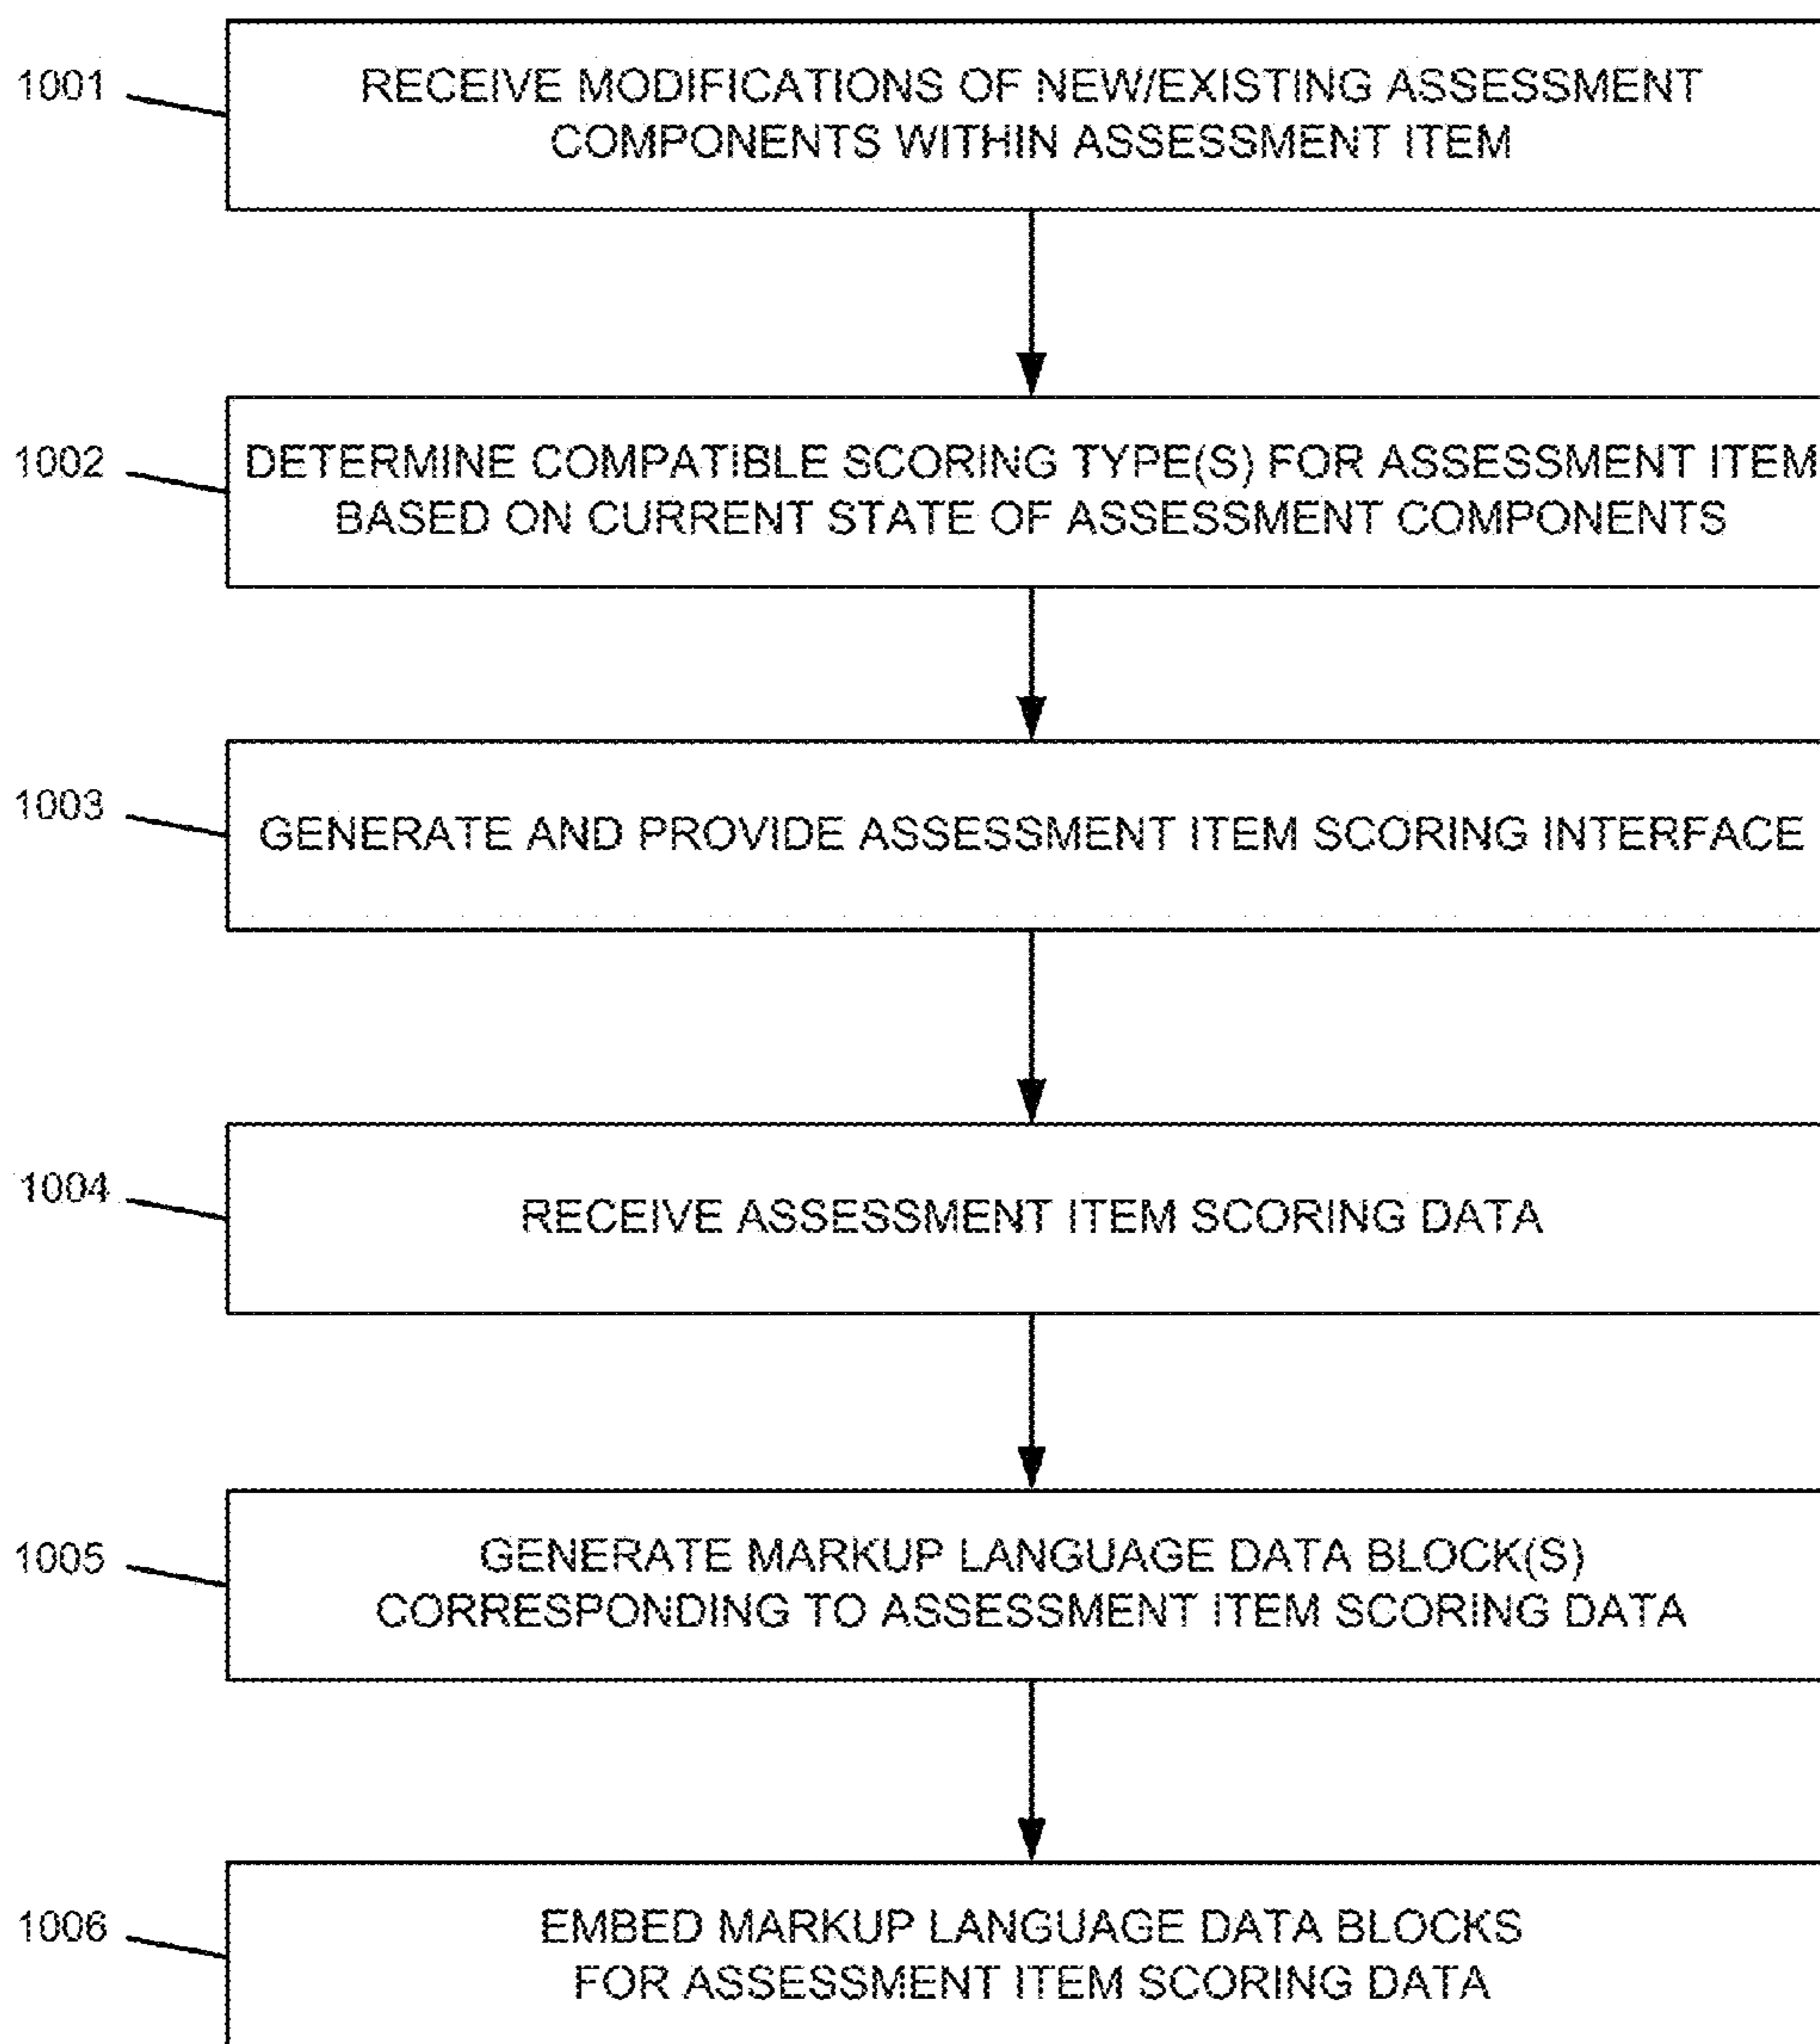 1001
RECEIVE MODIFICATIONS OF NEW/EXISTING ASSESSMENT
COMPONENTS WITHIN ASSESSMENT ITEM
1002
DETERMINE COMPATIBLE SCORING TYPE(S) FOR ASSESSMENT ITEM
BASED ON CURRENT STATE OF ASSESSMENT COMPONENTS
1003
GENERATE AND PROVIDE ASSESSMENT ITEM SCORING INTERFACE
1004
RECEIVE ASSESSMENT ITEM SCORING DATA
1005
GENERATE MARKUP LANGUAGE DATA BLOCK(S)
CORRESPONDING TO ASSESSMENT ITEM SCORING DATA
1006
EMBED MARKUP LANGUAGE DATA BLOCKS
FOR ASSESSMENT ITEM SCORING DATA